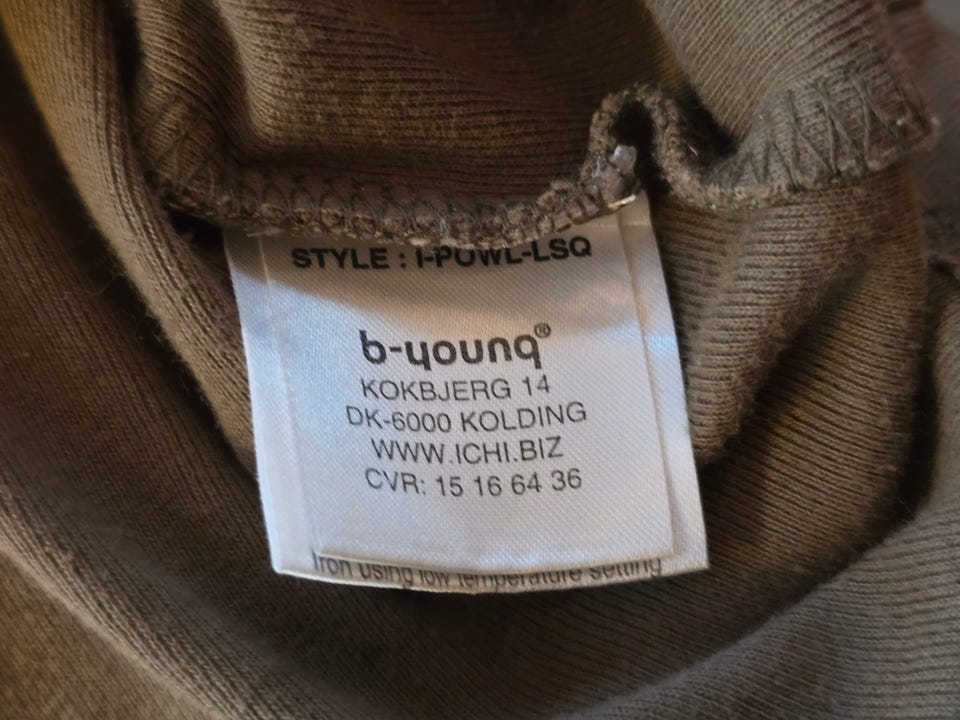 STYLE : I-POWL-LSQ
b-young®
KOKBJERG 14
DK-6000 KOLDING
WWW.ICHI.BIZ
CVR: 15 16 64 36
Iron using low temperature setting